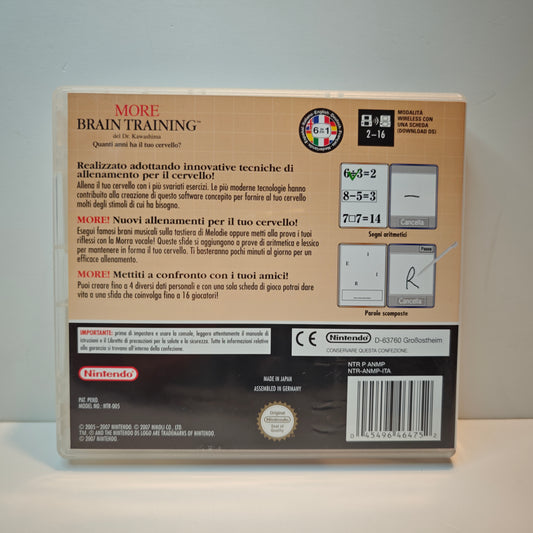 MORE
BRAIN TRAINING™
del Dr. Kawashima
Quanti anni ha il tuo cervello?
6 in 1
2-16
MODALITÀ
WIRELESS CON
UNA SCHEDA
(DOWNLOAD DS)
Realizzato adottando innovative tecniche di
allenamento per il cervello!
Allena il tuo cervello con i più svariati esercizi. Le più moderne tecnologie hanno
contribuito alla creazione di questo software concepito per fornire al tuo cervello
molti degli stimoli di cui ha bisogno.
MORE! Nuovi allenamenti per il tuo cervello!
Esegui famosi brani musicali sulla tastiera di Melodie oppure metti alla prova i tuoi
riflessi con la Morra vocale! Queste sfide si aggiungono a prove di aritmetica e lessico
per mantenere in forma il tuo cervello. Ti basteranno pochi minuti al giorno per un
efficace allenamento.
MORE! Mettiti a confronto con i tuoi amici!
Puoi creare fino a 4 diversi dati personali e con una sola scheda di gioco potrai dare
vita a una sfida che coinvolga fino a 16 giocatori!
6÷3=2
8-5=3
7□7=14
Cancella
Segni aritmetici
E
I
I
R
Pausa
R
Cancella
Parole scomposte
IMPORTANTE: prima di impostare e usare la console, leggere attentamente il manuale di
istruzioni e il Libretto di precauzioni per la salute e la sicurezza. Tutte le informazioni relative
alla garanzia si trovano all'interno della confezione.
CE
Nintendo
D-63760 Großostheim
CONSERVARE QUESTA CONFEZIONE.
Nintendo
MADE IN JAPAN
ASSEMBLED IN GERMANY
PAT. PEND.
MODEL NO.: NTR-005
© 2005-2007 NINTENDO. © 2007 NIKOLI CO., LTD.
TM, ® AND THE NINTENDO DS LOGO ARE TRADEMARKS OF NINTENDO.
© 2007 NINTENDO.
Original
Nintendo
Seal of
Quality
NTR P ANMP
NTR-ANMP-ITA
0 45496 46475 2